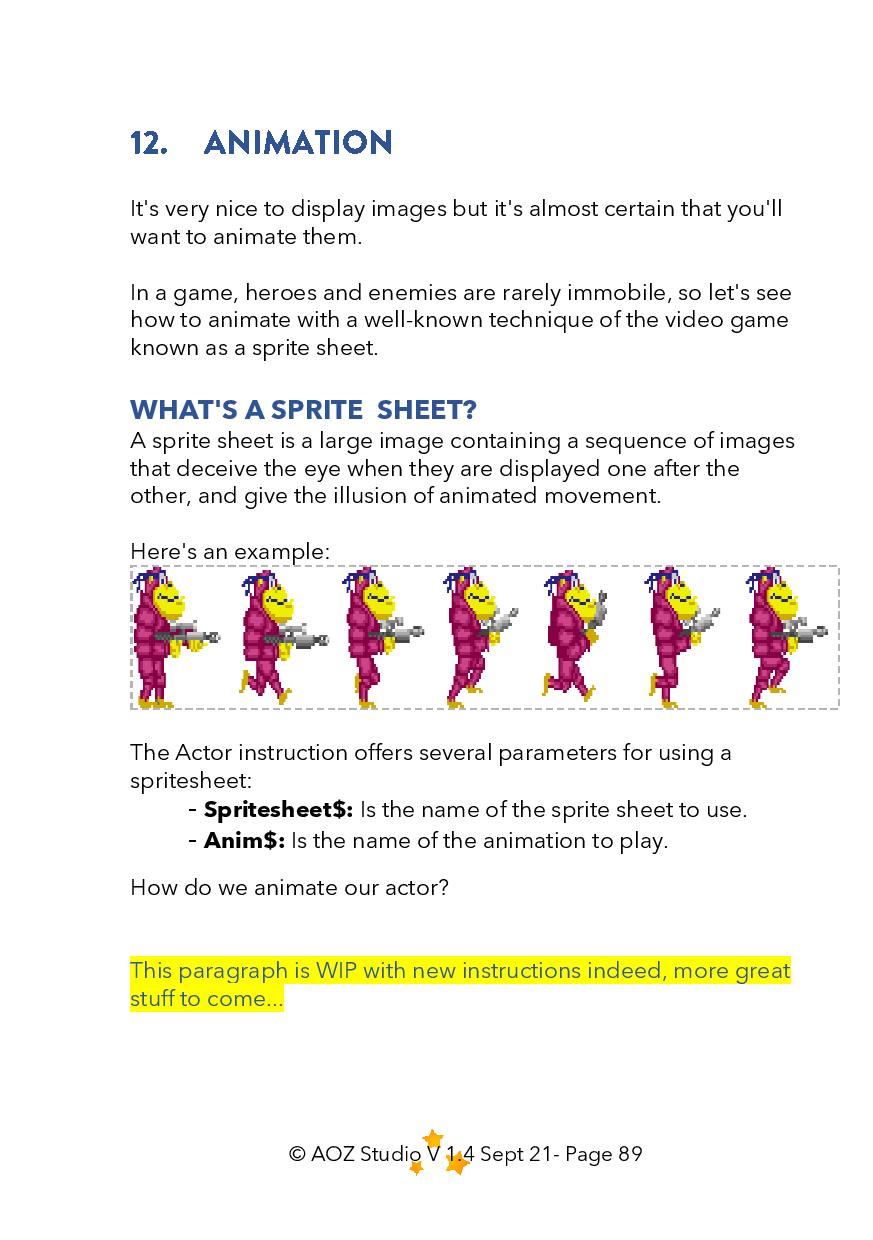 12. ANIMATION
It's very nice to display images but it's almost certain that you'll
want to animate them.
In a game, heroes and enemies are rarely immobile, so let's see
how to animate with a well-known technique of the video game
known as a sprite sheet.
WHAT'S A SPRITE  SHEET?
A sprite sheet is a large image containing a sequence of images
that deceive the eye when they are displayed one after the
other, and give the illusion of animated movement.
Here's an example:
The Actor instruction offers several parameters for using a
spritesheet:
- Spritesheet$: Is the name of the sprite sheet to use.
- Anim$: Is the name of the animation to play.
How do we animate our actor?
This paragraph is WIP with new instructions indeed, more great
stuff to come...
© AOZ Studio V 1.4 Sept 21- Page 89